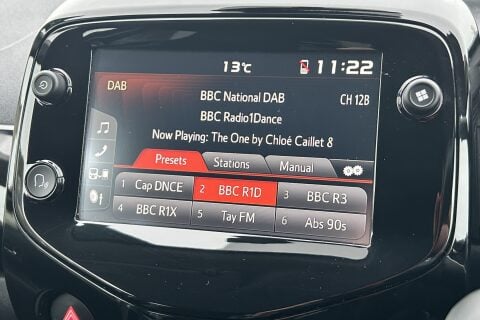 13°C 11:22
DAB
BBC National DAB CH 12B
BBC Radio1Dance
Now Playing: The One by Chloé Caillet 8
Presets Stations Manual
1 Cap DNCE 2 BBC R1D 3 BBC R3
4 BBC R1X 5 Tay FM 6 Abs 90s